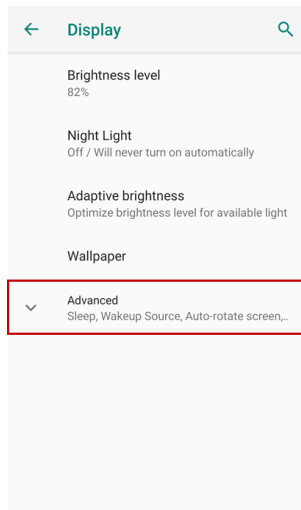 Display
Brightness level
82%
Night Light
Off / Will never turn on automatically
Adaptive brightness
Optimize brightness level for available light
Wallpaper
Advanced
Sleep, Wakeup Source, Auto-rotate screen,..